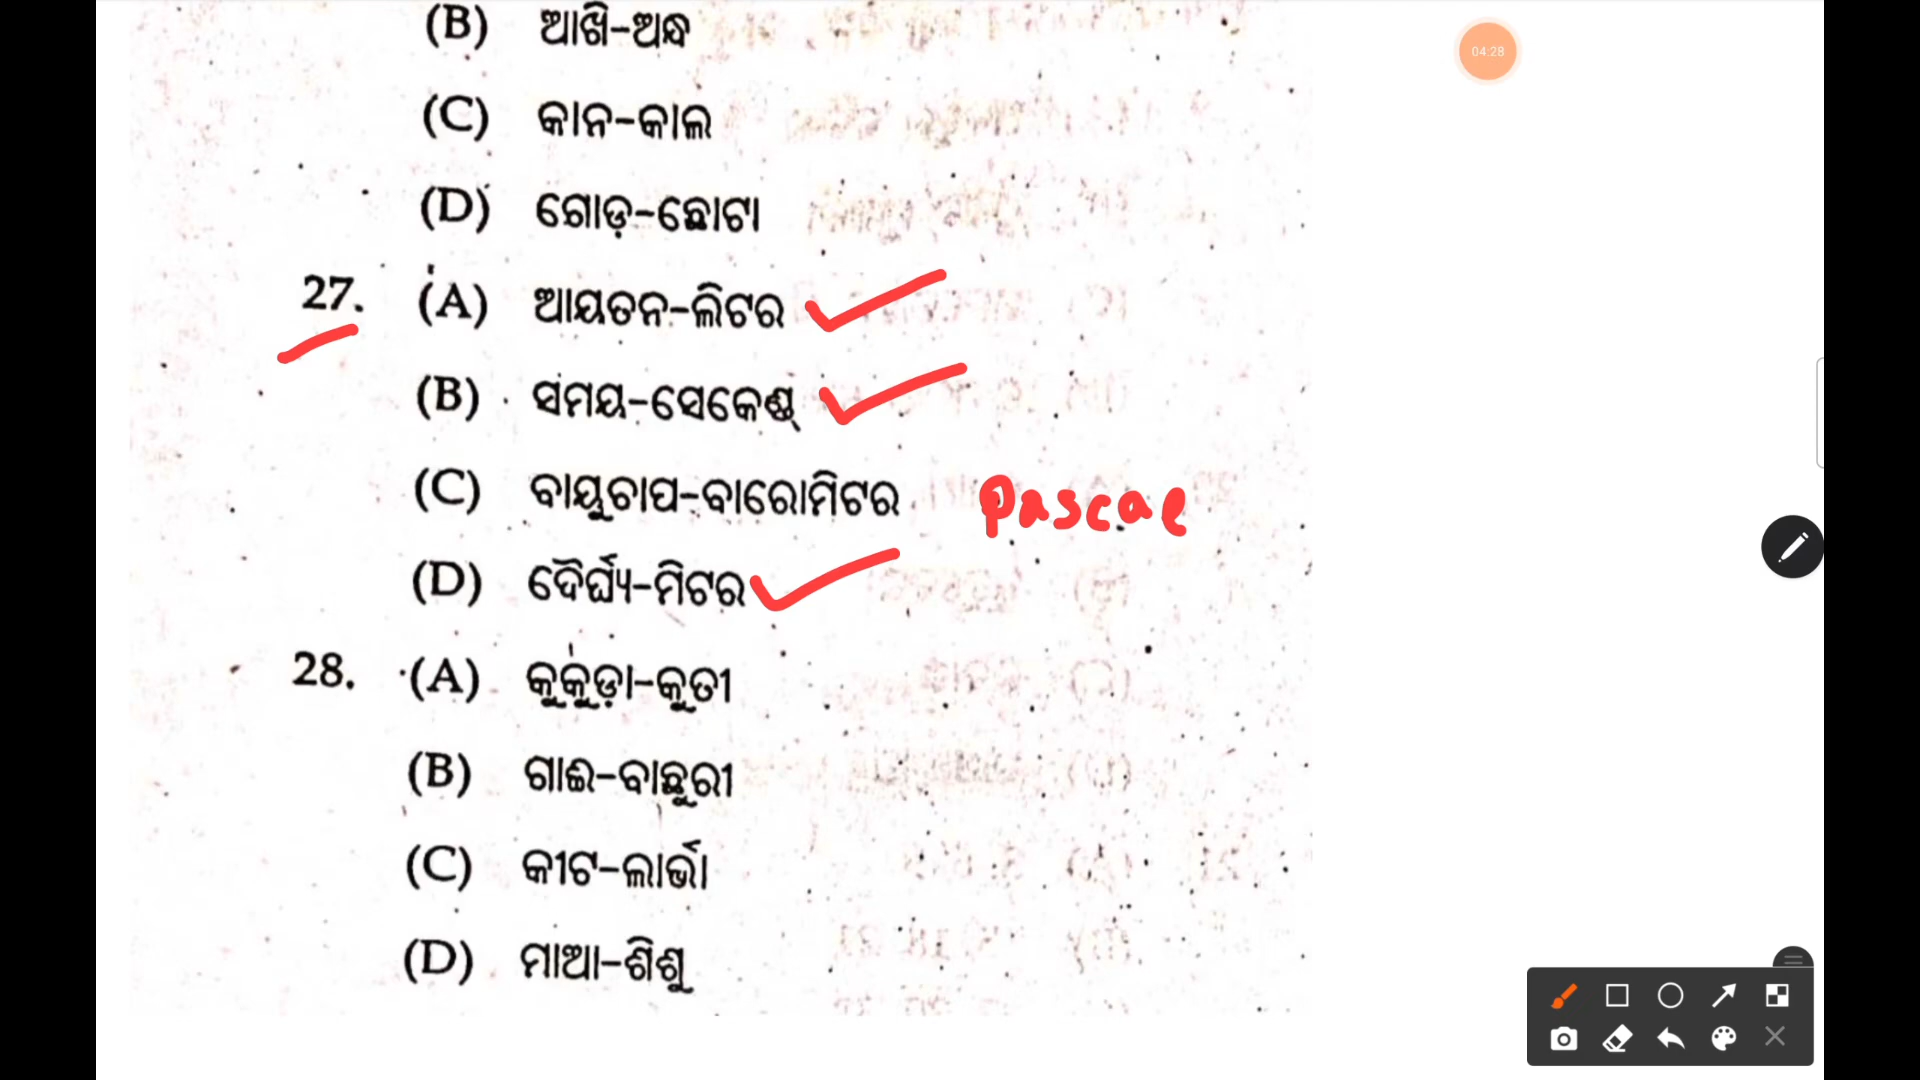 (B) ଆଖି-ଅନ୍ଧ
04:28
(C) କାନ-କାଲ
(D) ଗୋଡ଼-ଛୋଟା
27. (A) ଆୟତନ-ଲିଟର
(B) ସମୟ-ସେକେଣ୍ଡ୍
(C) ବାୟୁଚାପ-ବାରୋମିଟର Pascal
(D) ଦୈର୍ଘ୍ୟ-ମିଟର
28. (A) କୁକୁଡ଼ା-କୁତୀ
(B) ଗାଈ-ବାଛୁରୀ
(C) କୀଟ-ଲାର୍ଭା
(D) ମାଆ-ଶିଶୁ